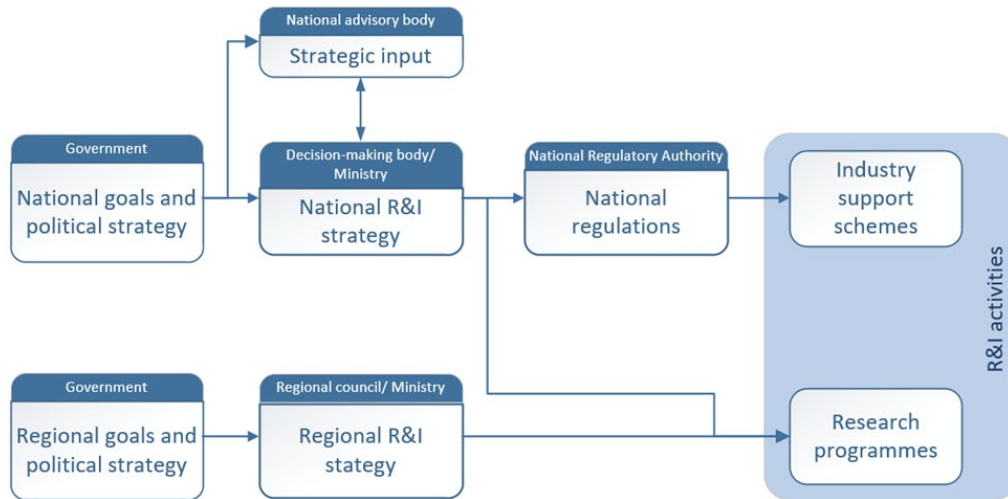 National advisory body
Strategic input
Government
National goals and
political strategy
Decision-making body/
Ministry
National R&I
strategy
National Regulatory Authority
National
regulations
Industry
support
schemes
R&I activities
Government
Regional goals and
political strategy
Regional council/ Ministry
Regional R&I
stategy
Research
programmes